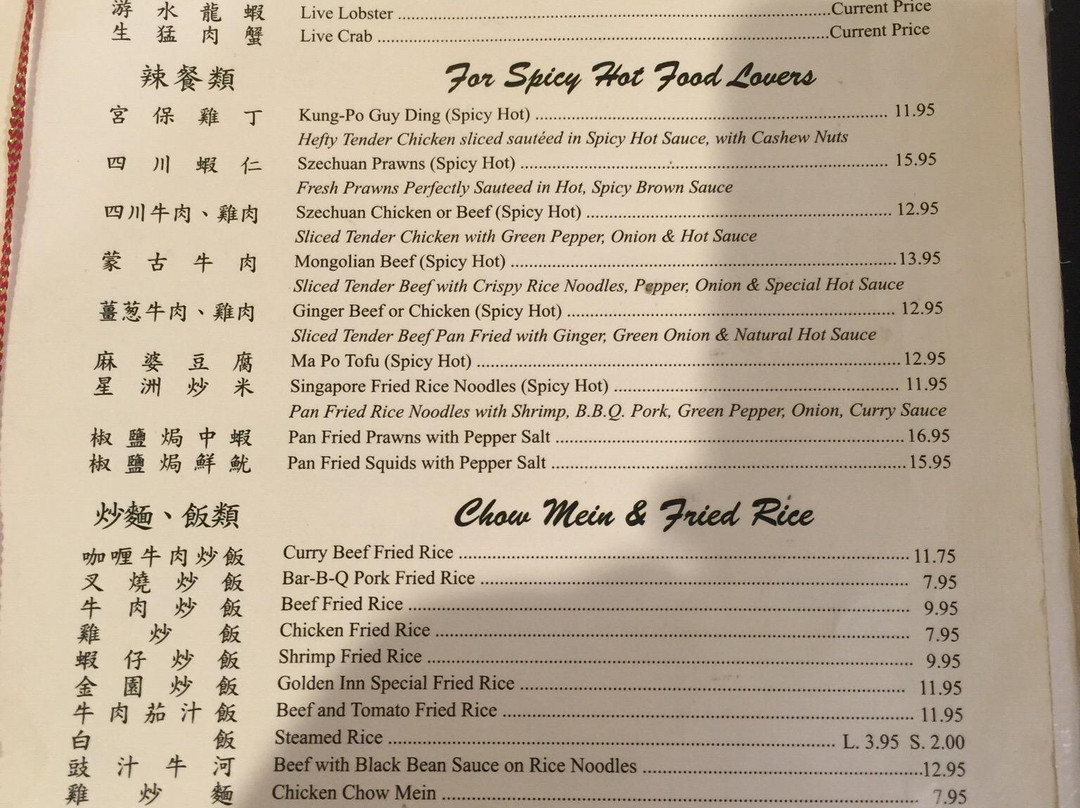 游水龍蝦 Live Lobster ..... Current Price
生猛肉蟹 Live Crab ..... Current Price
辣餐類 For Spicy Hot Food Lovers
宮保雞丁 Kung-Po Guy Ding (Spicy Hot) ..... 11.95
Hefty Tender Chicken sliced sautéed in Spicy Hot Sauce, with Cashew Nuts
四川蝦仁 Szechuan Prawns (Spicy Hot) ..... 15.95
Fresh Prawns Perfectly Sauteed in Hot, Spicy Brown Sauce
四川牛肉、雞肉 Szechuan Chicken or Beef (Spicy Hot) ..... 12.95
Sliced Tender Chicken with Green Pepper, Onion & Hot Sauce
蒙古牛肉 Mongolian Beef (Spicy Hot) ..... 13.95
Sliced Tender Beef with Crispy Rice Noodles, Pepper, Onion & Special Hot Sauce
薑葱牛肉、雞肉 Ginger Beef or Chicken (Spicy Hot) ..... 12.95
Sliced Tender Beef Pan Fried with Ginger, Green Onion & Natural Hot Sauce
麻婆豆腐 Ma Po Tofu (Spicy Hot) ..... 12.95
星洲炒米 Singapore Fried Rice Noodles (Spicy Hot) ..... 11.95
Pan Fried Rice Noodles with Shrimp, B.B.Q. Pork, Green Pepper, Onion, Curry Sauce
椒鹽焗中蝦 Pan Fried Prawns with Pepper Salt ..... 16.95
椒鹽焗鮮魷 Pan Fried Squids with Pepper Salt ..... 15.95
炒麵、飯類 Chow Mein & Fried Rice
咖喱牛肉炒飯 Curry Beef Fried Rice ..... 11.75
叉燒炒飯 Bar-B-Q Pork Fried Rice ..... 7.95
牛肉炒飯 Beef Fried Rice ..... 9.95
雞炒飯 Chicken Fried Rice ..... 7.95
蝦仔炒飯 Shrimp Fried Rice ..... 9.95
金園炒飯 Golden Inn Special Fried Rice ..... 11.95
牛肉茄汁飯 Beef and Tomato Fried Rice ..... 11.95
白飯 Steamed Rice ..... L. 3.95 S. 2.00
豉汁牛河 Beef with Black Bean Sauce on Rice Noodles ..... 12.95
雞炒麵 Chicken Chow Mein ..... 7.95